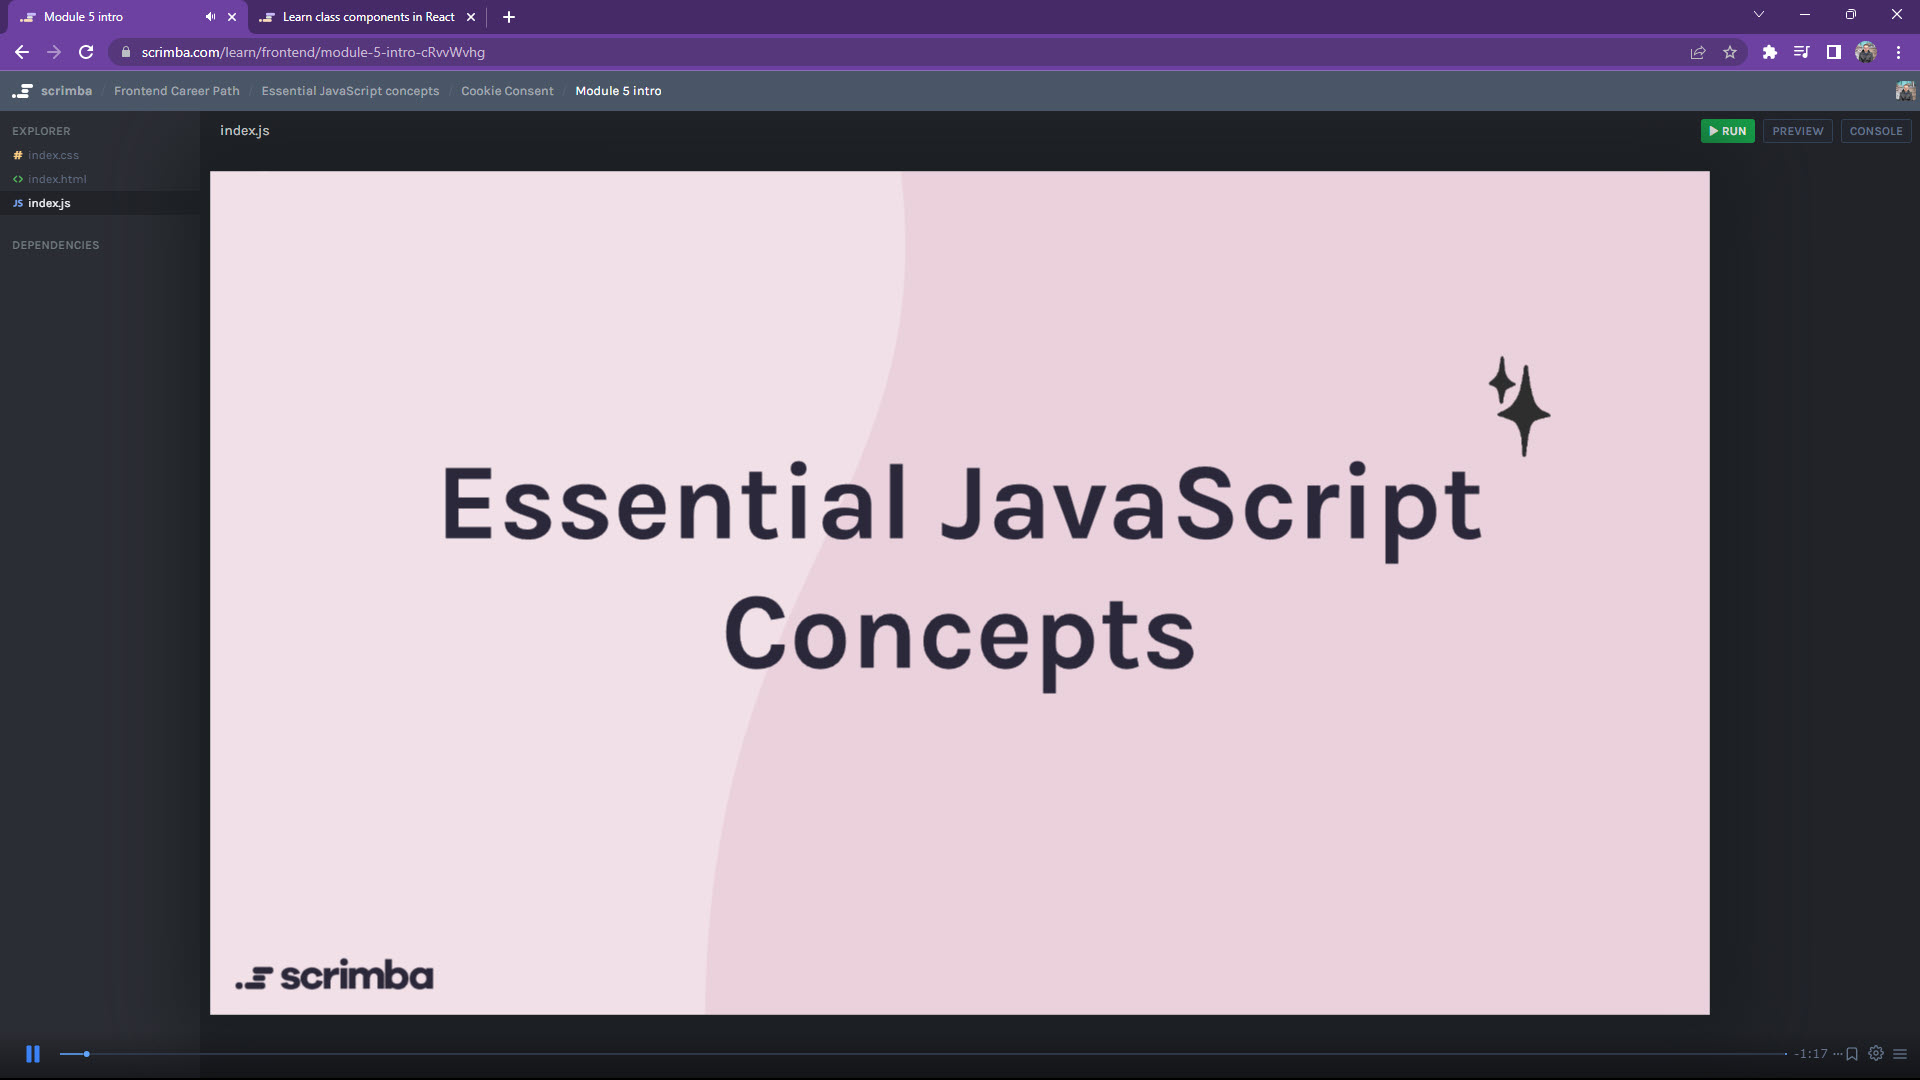 Module 5 intro
Learn class components in React
scrimba.com/learn/frontend/module-5-intro-cRvvWvhg
scrimba / Frontend Career Path / Essential JavaScript concepts / Cookie Consent / Module 5 intro
EXPLORER
# index.css
<> index.html
JS index.js
DEPENDENCIES
index.js
RUN
PREVIEW
CONSOLE
Essential JavaScript
Concepts
scrimba
-1:17